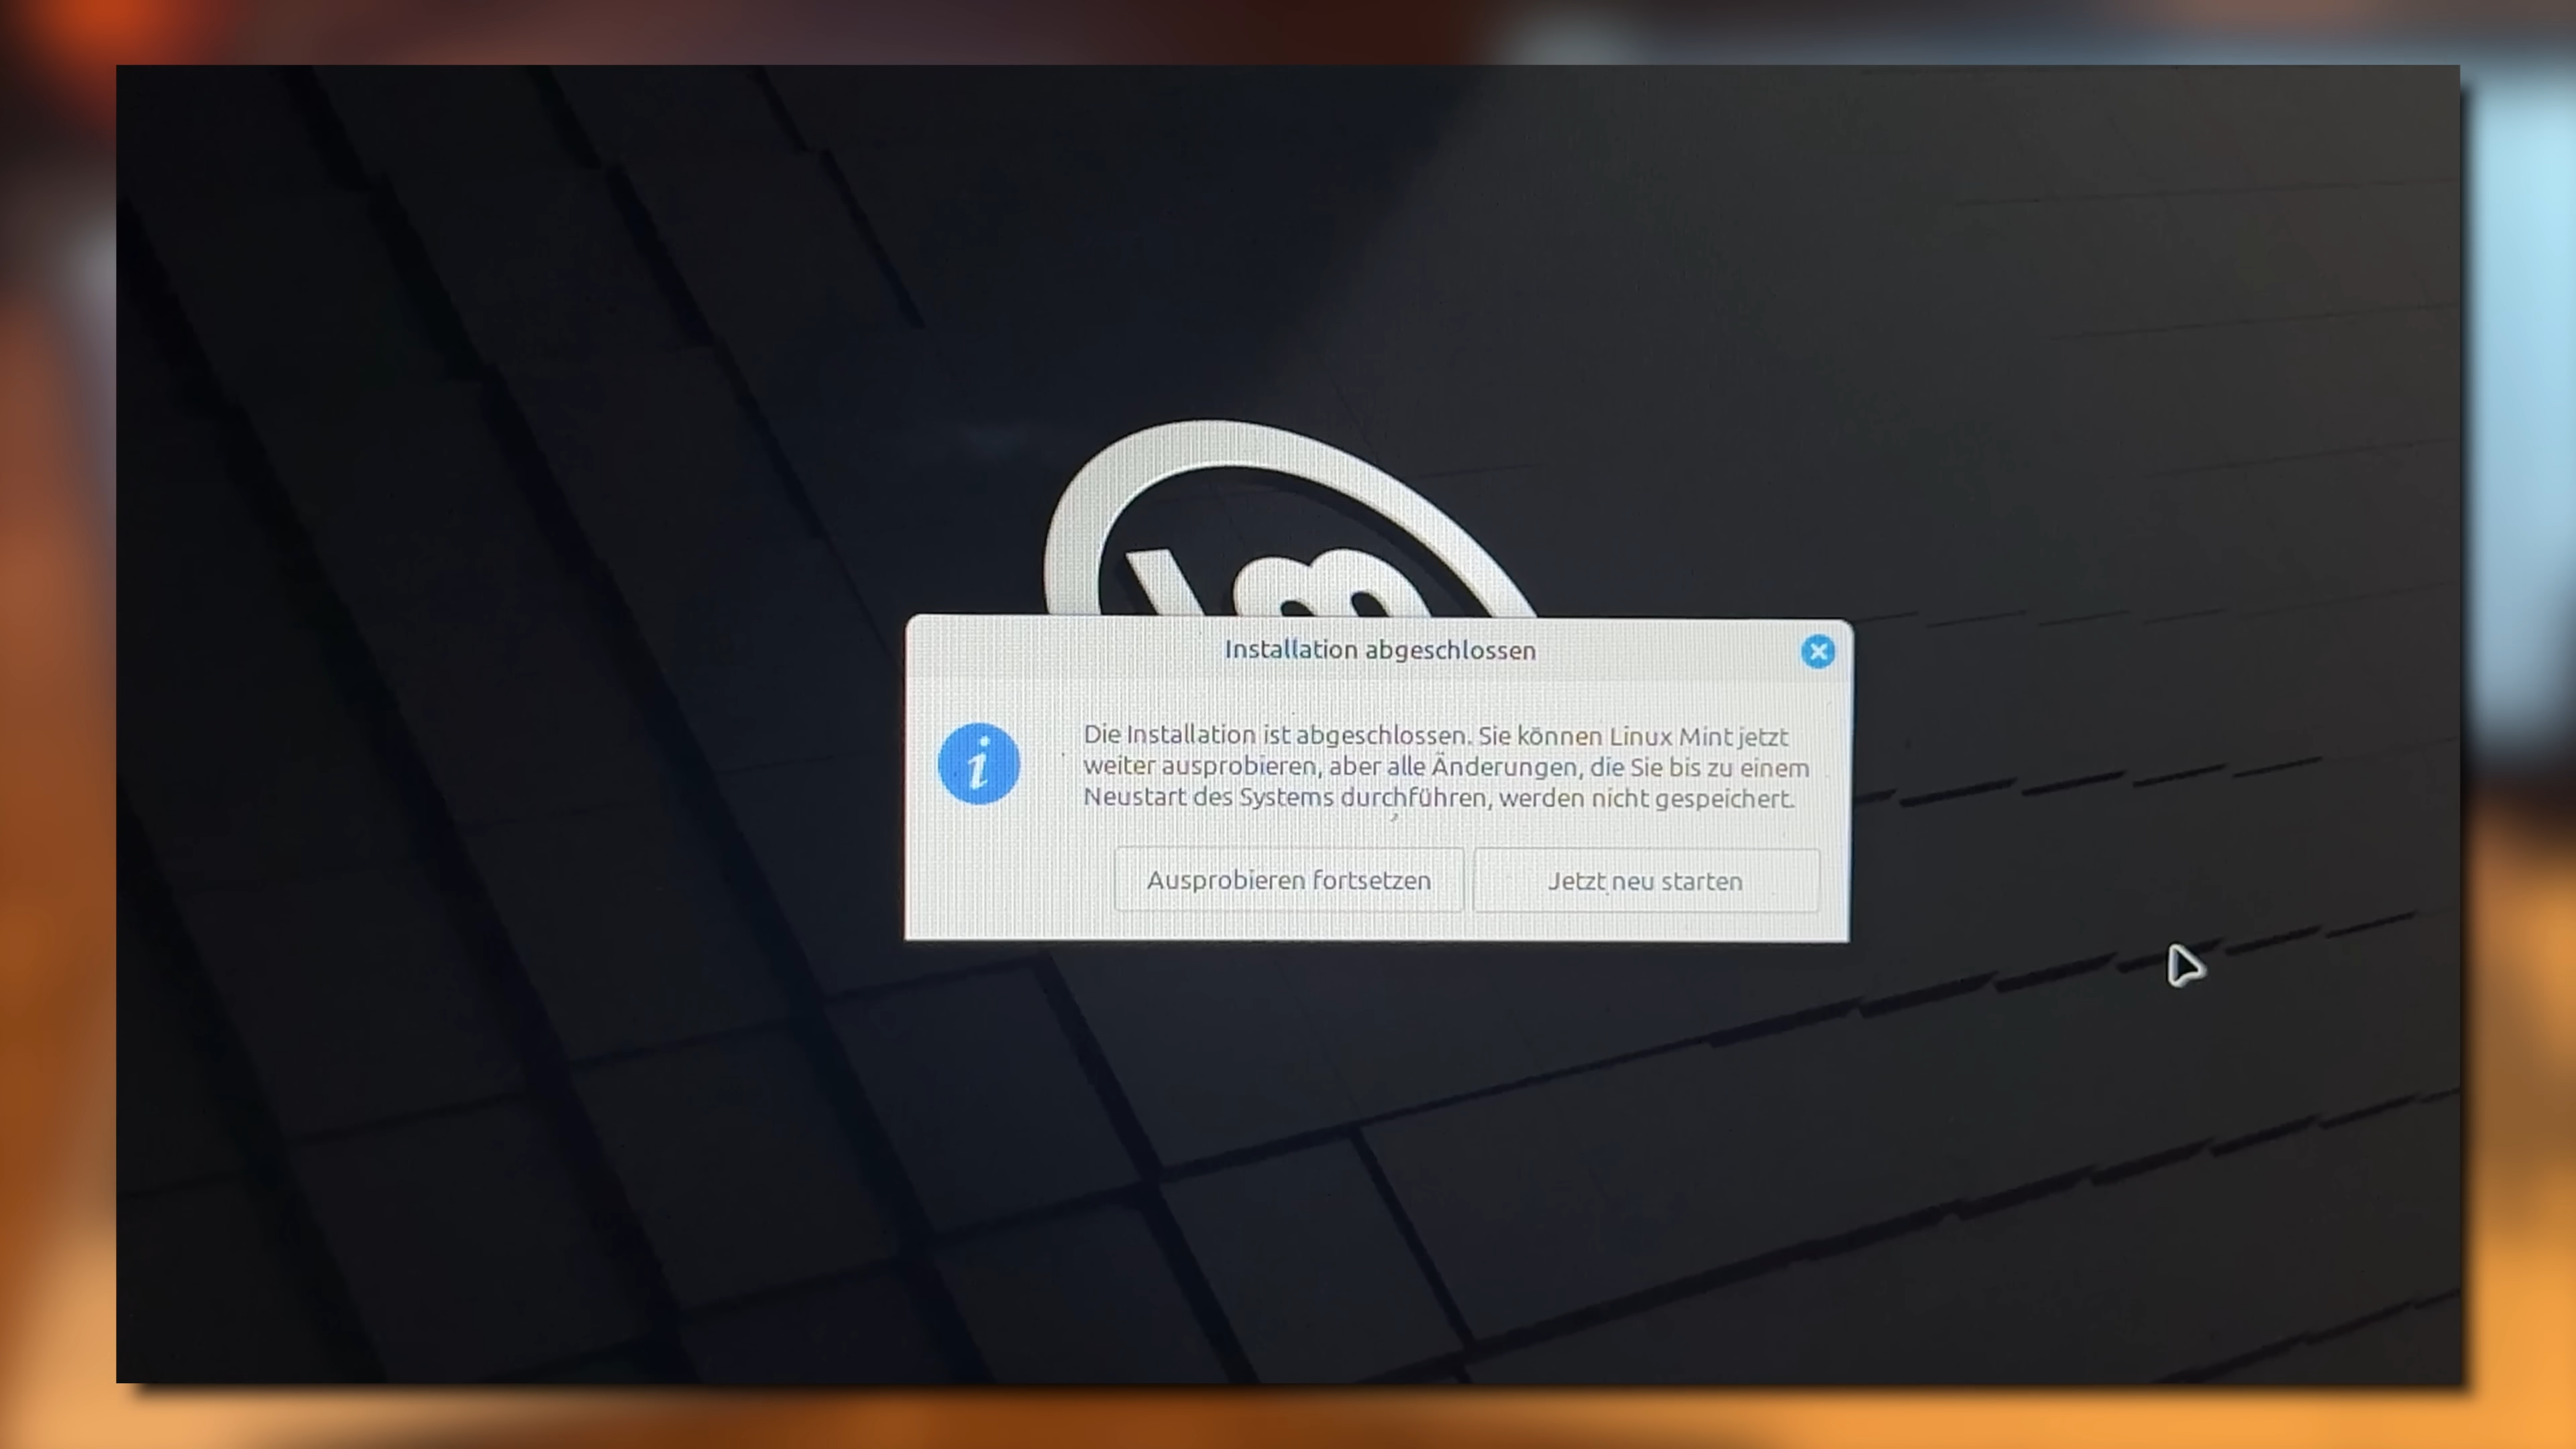 Installation abgeschlossen
Die Installation ist abgeschlossen. Sie können Linux Mint jetzt
weiter ausprobieren, aber alle Änderungen, die Sie bis zu einem
Neustart des Systems durchführen, werden nicht gespeichert.
Ausprobieren fortsetzen
Jetzt neu starten